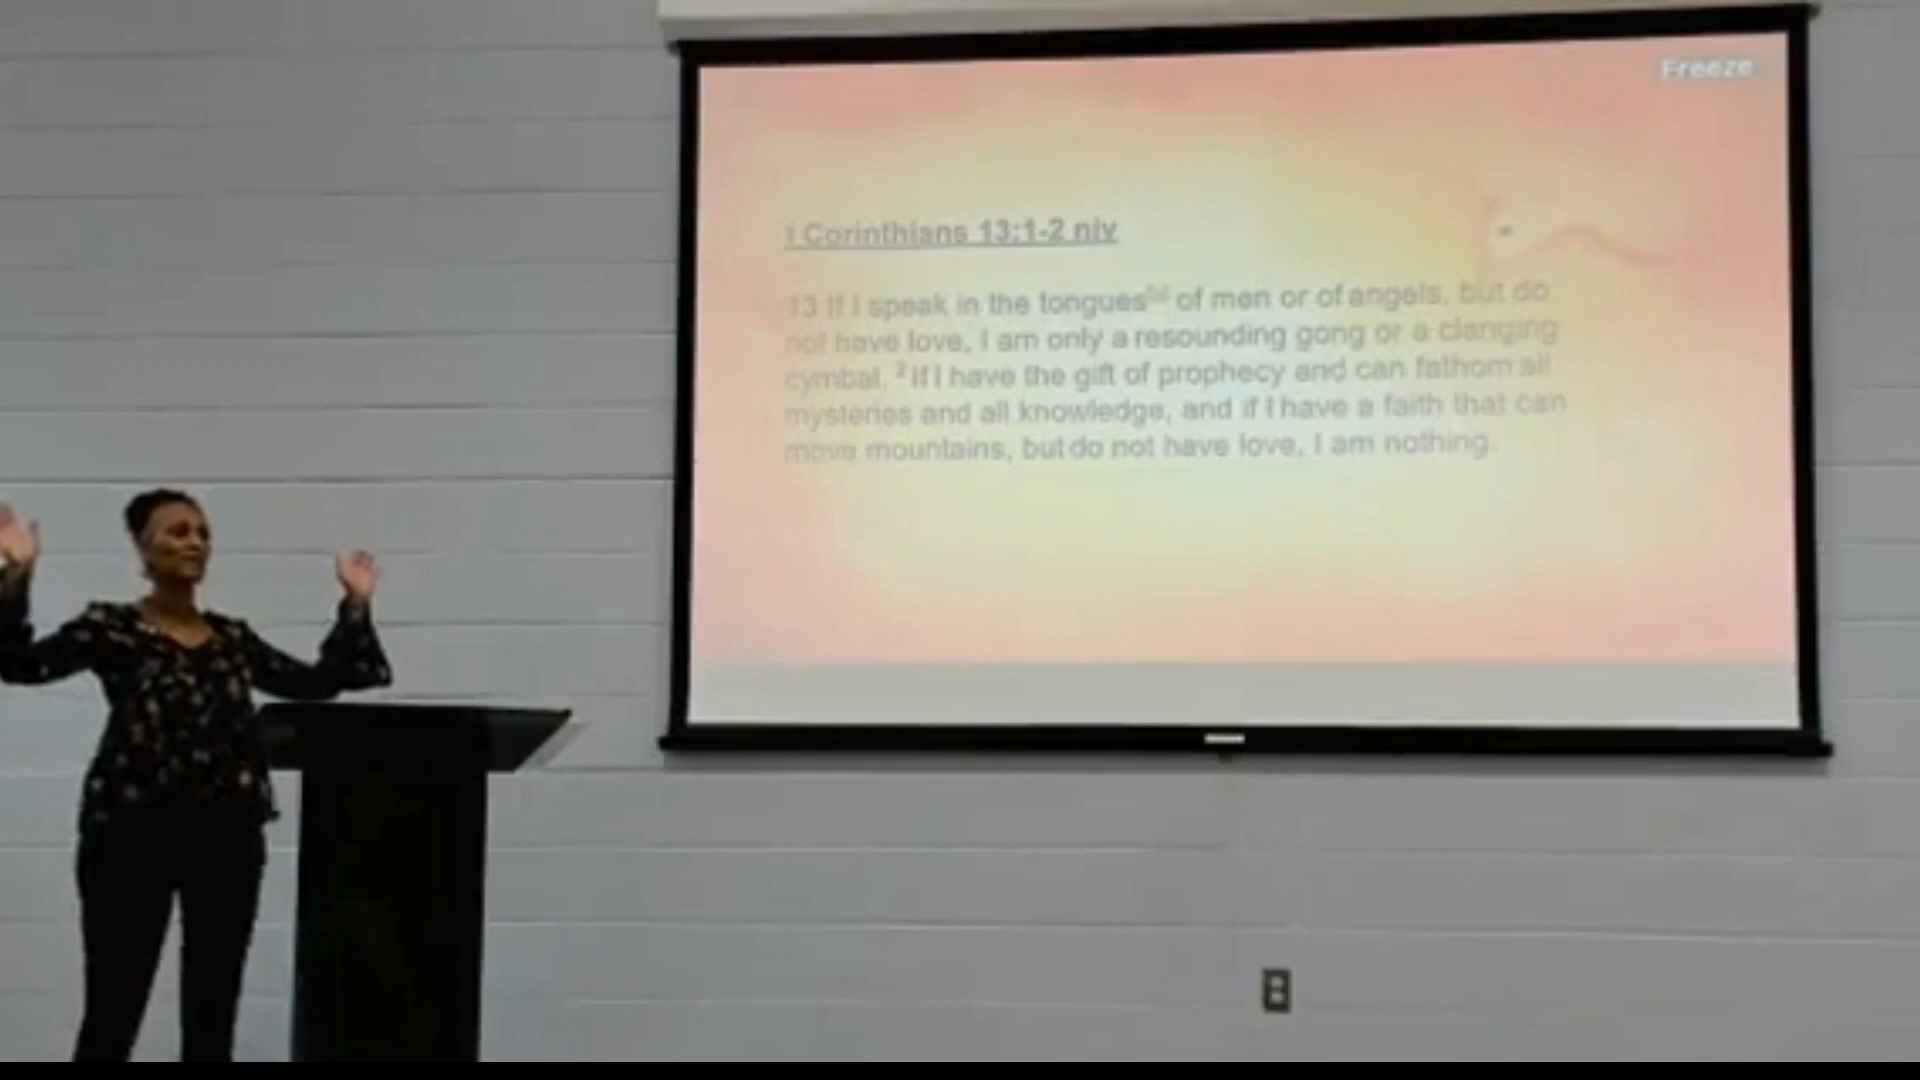 Freeze
1 Corinthians 13:1-2 niv
13 If I speak in the tongues[a] of men or of angels, but do
not have love, I am only a resounding gong or a clanging
cymbal. 2 If I have the gift of prophecy and can fathom all
mysteries and all knowledge, and if I have a faith that can
move mountains, but do not have love, I am nothing.